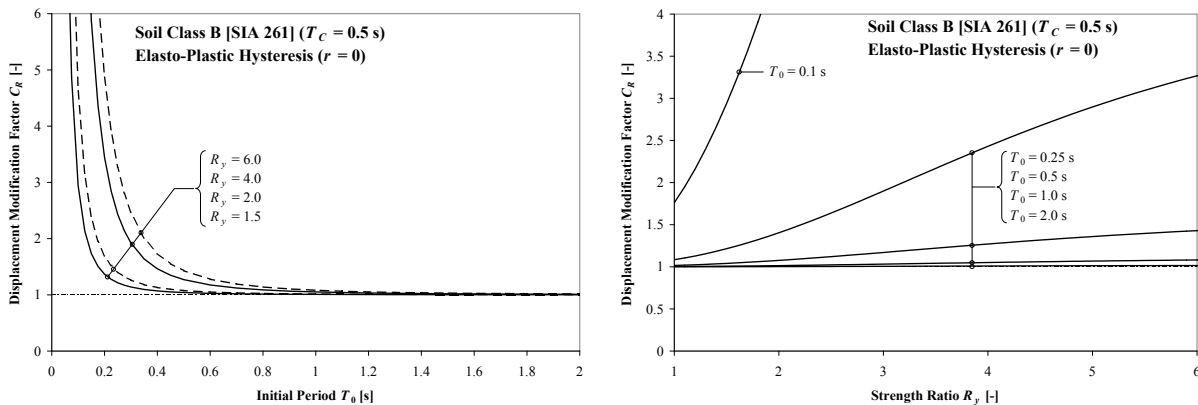 Soil Class B [SIA 261] (T_C = 0.5 s)
Elasto-Plastic Hysteresis (r = 0)
Displacement Modification Factor C_R [-]
6
5
4
3
2
1
0
R_y = 6.0
R_y = 4.0
R_y = 2.0
R_y = 1.5
0 0.2 0.4 0.6 0.8 1 1.2 1.4 1.6 1.8 2
Initial Period T_0 [s]
Soil Class B [SIA 261] (T_C = 0.5 s)
Elasto-Plastic Hysteresis (r = 0)
Displacement Modification Factor C_R [-]
4
3.5
3
2.5
2
1.5
1
0.5
0
T_0 = 0.1 s
T_0 = 0.25 s
T_0 = 0.5 s
T_0 = 1.0 s
T_0 = 2.0 s
1 2 3 4 5 6
Strength Ratio R_y [-]